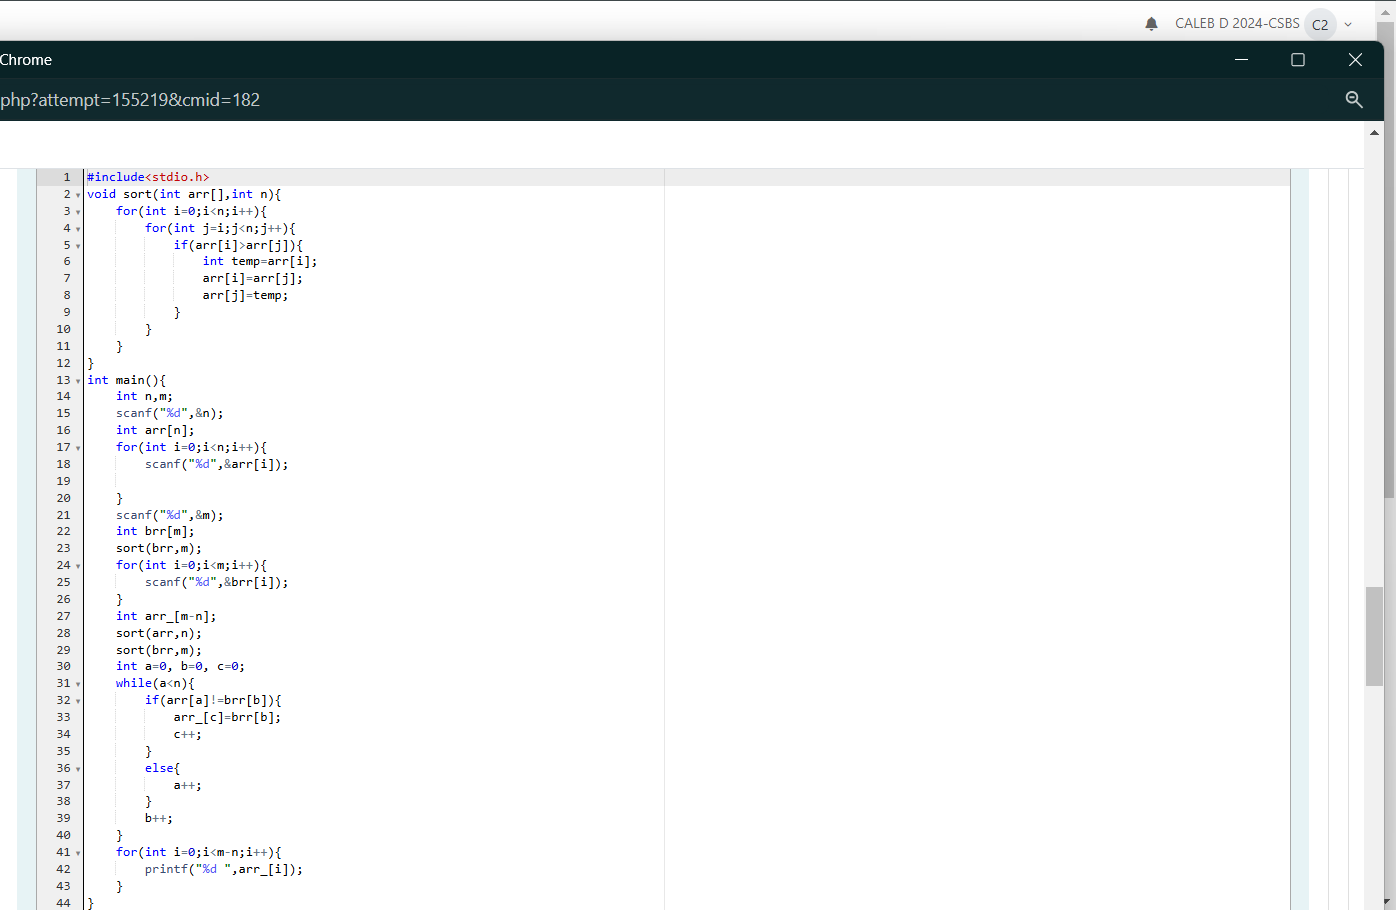 CALEB D 2024-CSBS C2
Chrome
php?attempt=155219&cmid=182
1 #include<stdio.h>
2 void sort(int arr[],int n){
3 for(int i=0;i<n;i++){
4 for(int j=i;j<n;j++){
5 if(arr[i]>arr[j]){
6 int temp=arr[i];
7 arr[i]=arr[j];
8 arr[j]=temp;
9 }
10 }
11 }
12 }
13 int main(){
14 int n,m;
15 scanf("%d",&n);
16 int arr[n];
17 for(int i=0;i<n;i++){
18 scanf("%d",&arr[i]);
19
20 }
21 scanf("%d",&m);
22 int brr[m];
23 sort(brr,m);
24 for(int i=0;i<m;i++){
25 scanf("%d",&brr[i]);
26 }
27 int arr_[m-n];
28 sort(arr,n);
29 sort(brr,m);
30 int a=0, b=0, c=0;
31 while(a<n){
32 if(arr[a]!=brr[b]){
33 arr_[c]=brr[b];
34 c++;
35 }
36 else{
37 a++;
38 }
39 b++;
40 }
41 for(int i=0;i<m-n;i++){
42 printf("%d ",arr_[i]);
43 }
44 }